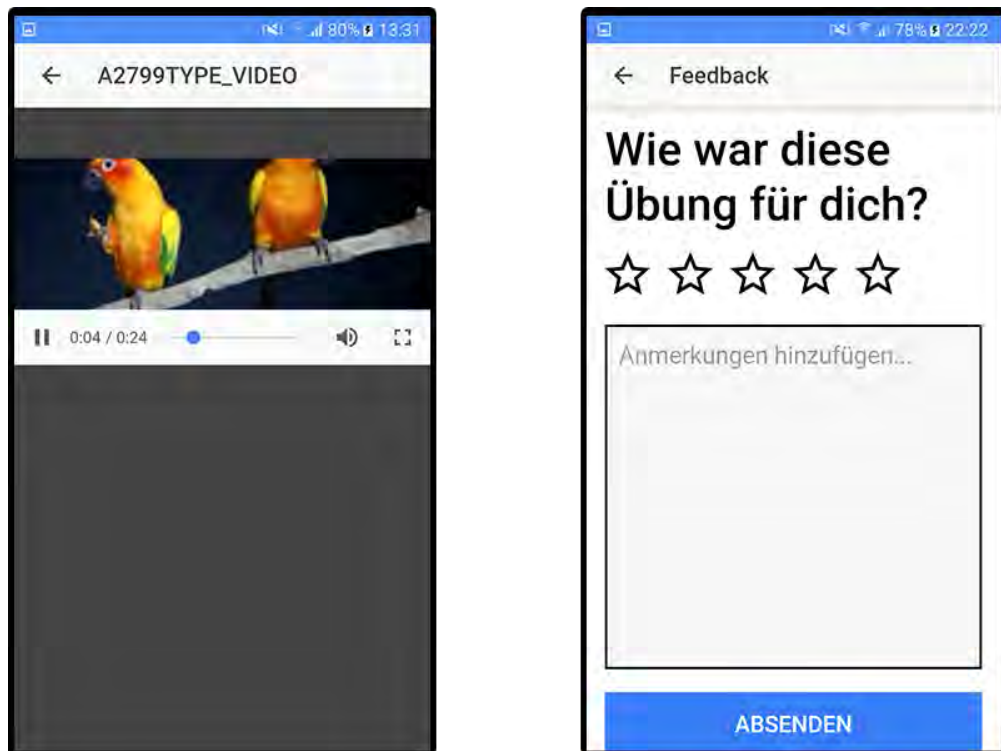 80% 13:31
A2799TYPE_VIDEO
0:04 / 0:24
78% 22:22
Feedback
Wie war diese
Übung für dich?
Anmerkungen hinzufügen...
ABSENDEN